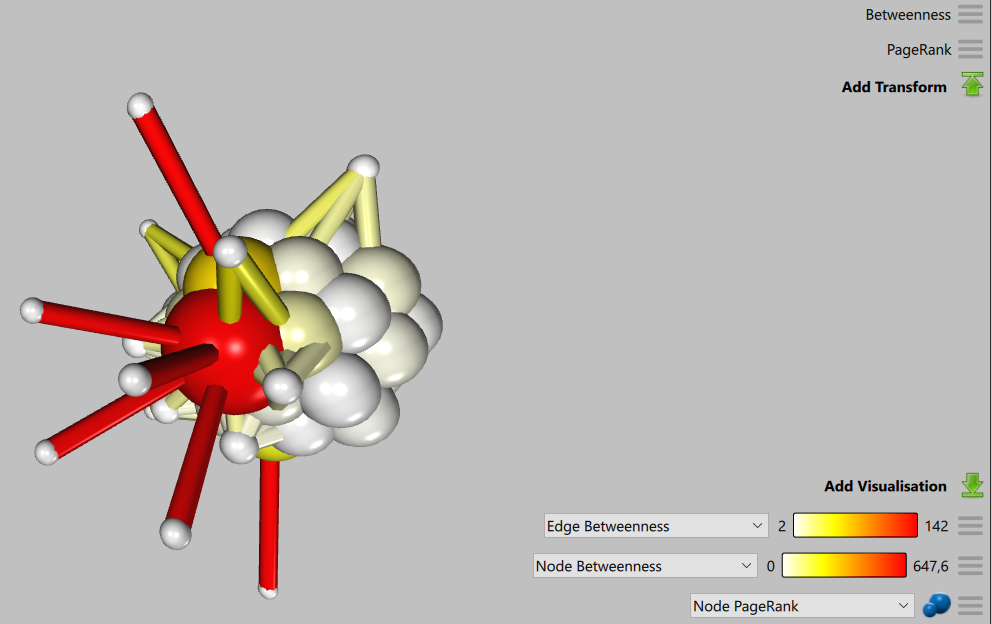 Betweenness
PageRank
Add Transform
Add Visualisation
Edge Betweenness 2 142
Node Betweenness 0 647,6
Node PageRank